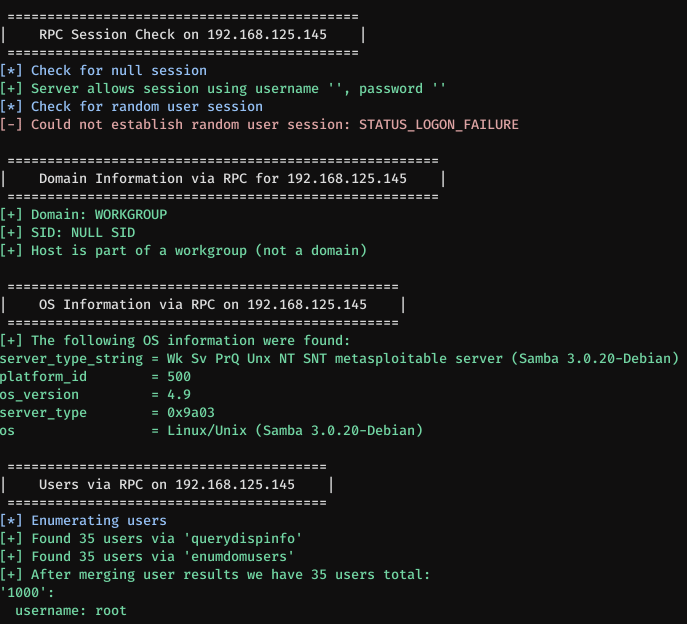 ============================================
|    RPC Session Check on 192.168.125.145    |
 ============================================
[*] Check for null session
[+] Server allows session using username '', password ''
[*] Check for random user session
[-] Could not establish random user session: STATUS_LOGON_FAILURE
 ======================================================
|    Domain Information via RPC for 192.168.125.145    |
 ======================================================
[+] Domain: WORKGROUP
[+] SID: NULL SID
[+] Host is part of a workgroup (not a domain)
 =================================================
|    OS Information via RPC on 192.168.125.145    |
 =================================================
[+] The following OS information were found:
server_type_string = Wk Sv PrQ Unx NT SNT metasploitable server (Samba 3.0.20-Debian)
platform_id        = 500
os_version         = 4.9
server_type        = 0x9a03
os                 = Linux/Unix (Samba 3.0.20-Debian)
 ========================================
|    Users via RPC on 192.168.125.145    |
 ========================================
[*] Enumerating users
[+] Found 35 users via 'querydispinfo'
[+] Found 35 users via 'enumdomusers'
[+] After merging user results we have 35 users total:
'1000':
  username: root